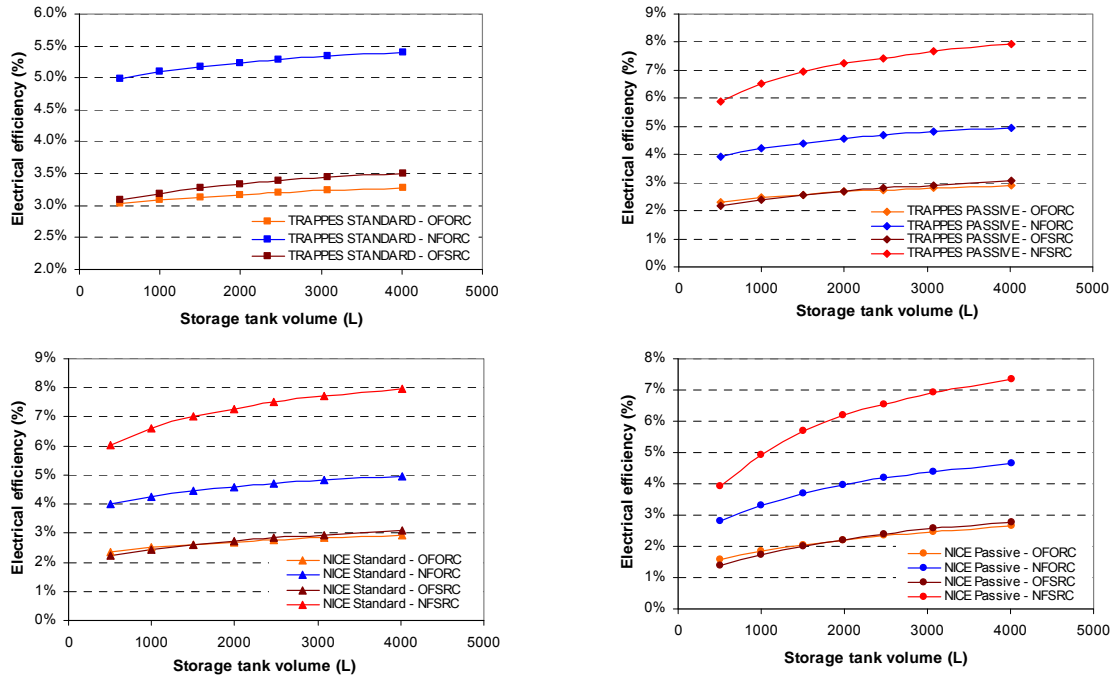 6.0%
5.5%
5.0%
4.5%
4.0%
3.5%
3.0%
2.5%
2.0%
Electrical efficiency (%)
TRAPPES STANDARD - OFORC
TRAPPES STANDARD - NFORC
TRAPPES STANDARD - OFSRC
0 1000 2000 3000 4000 5000
Storage tank volume (L)
9%
8%
7%
6%
5%
4%
3%
2%
1%
0%
Electrical efficiency (%)
TRAPPES PASSIVE - OFORC
TRAPPES PASSIVE - NFORC
TRAPPES PASSIVE - OFSRC
TRAPPES PASSIVE - NFSRC
0 1000 2000 3000 4000 5000
Storage tank volume (L)
9%
8%
7%
6%
5%
4%
3%
2%
1%
0%
Electrical efficiency (%)
NICE Standard - OFORC
NICE Standard - NFORC
NICE Standard - OFSRC
NICE Standard - NFSRC
0 1000 2000 3000 4000 5000
Storage tank volume (L)
8%
7%
6%
5%
4%
3%
2%
1%
0%
Electrical efficiency (%)
NICE Passive - OFORC
NICE Passive - NFORC
NICE Passive - OFSRC
NICE Passive - NFSRC
0 1000 2000 3000 4000 5000
Storage tank volume (L)